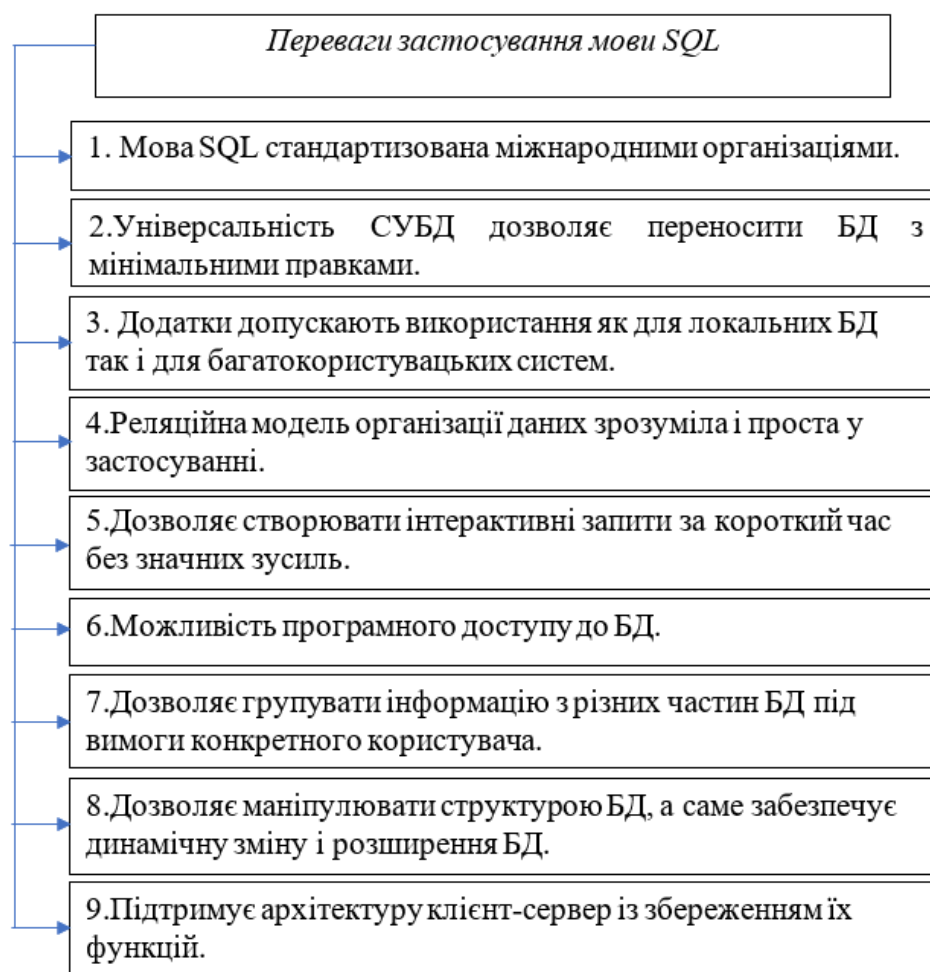 Переваги застосування мови SQL
1. Мова SQL стандартизована міжнародними організаціями.
2.Універсальність СУБД дозволяє переносити БД з
мінімальними правками.
3. Додатки допускають використання як для локальних БД
так і для багатокористувацьких систем.
4.Реляційна модель організації даних зрозуміла і проста у
застосуванні.
5.Дозволяє створювати інтерактивні запити за короткий час
без значних зусиль.
6.Можливість програмного доступу до БД.
7.Дозволяє групувати інформацію з різних частин БД під
вимоги конкретного користувача.
8.Дозволяє маніпулювати структурою БД, а саме забезпечує
динамічну зміну і розширення БД.
9.Підтримує архітектуру клієнт-сервер із збереженням їх
функцій.